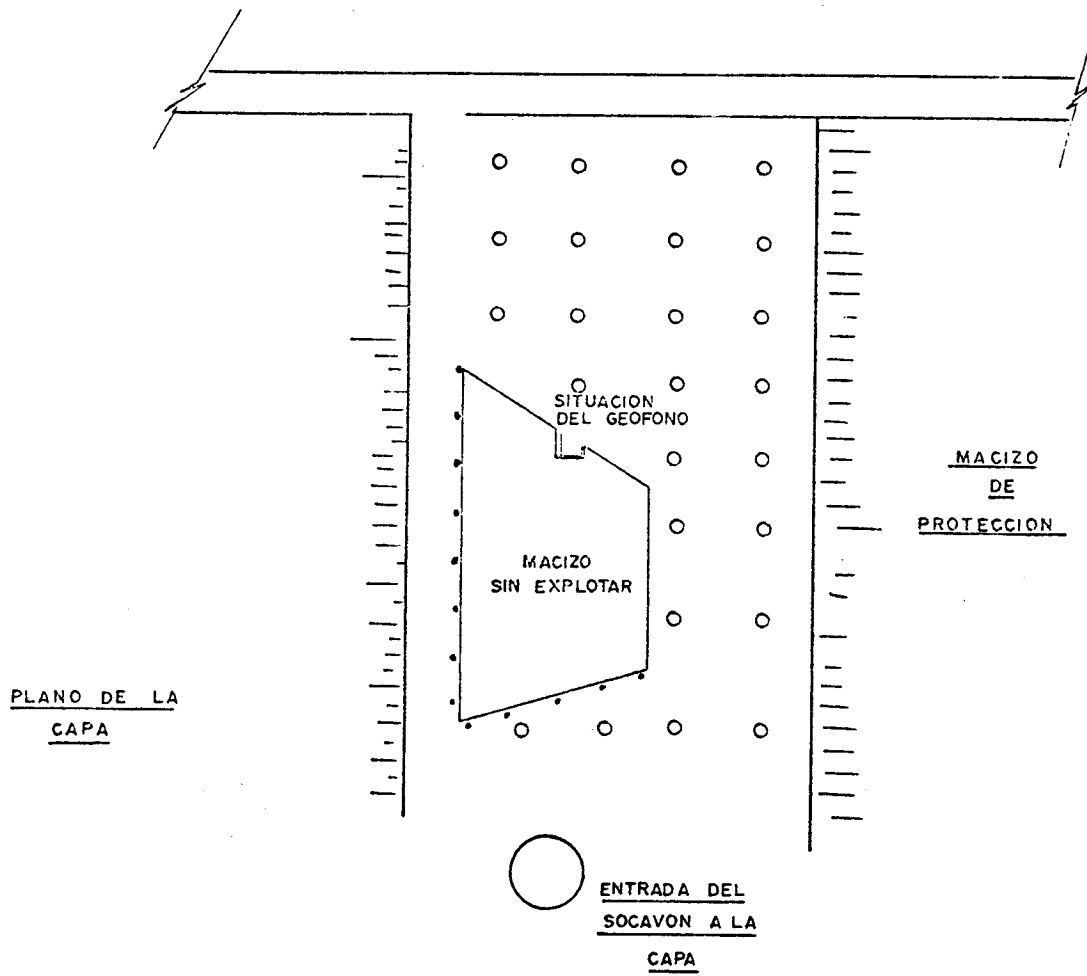 SITUACION
DEL GEOFONO
MACIZO
DE
PROTECCION
MACIZO
SIN EXPLOTAR
PLANO DE LA
CAPA
ENTRADA DEL
SOCAVON A LA
CAPA